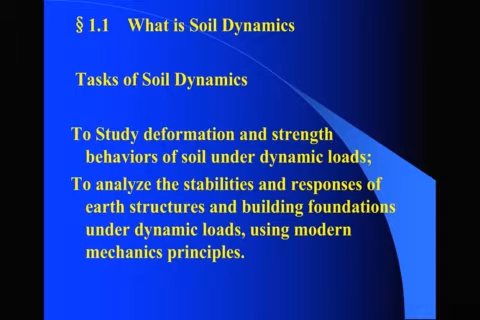 § 1.1 What is Soil Dynamics
Tasks of Soil Dynamics
To Study deformation and strength
behaviors of soil under dynamic loads;
To analyze the stabilities and responses of
earth structures and building foundations
under dynamic loads, using modern
mechanics principles.